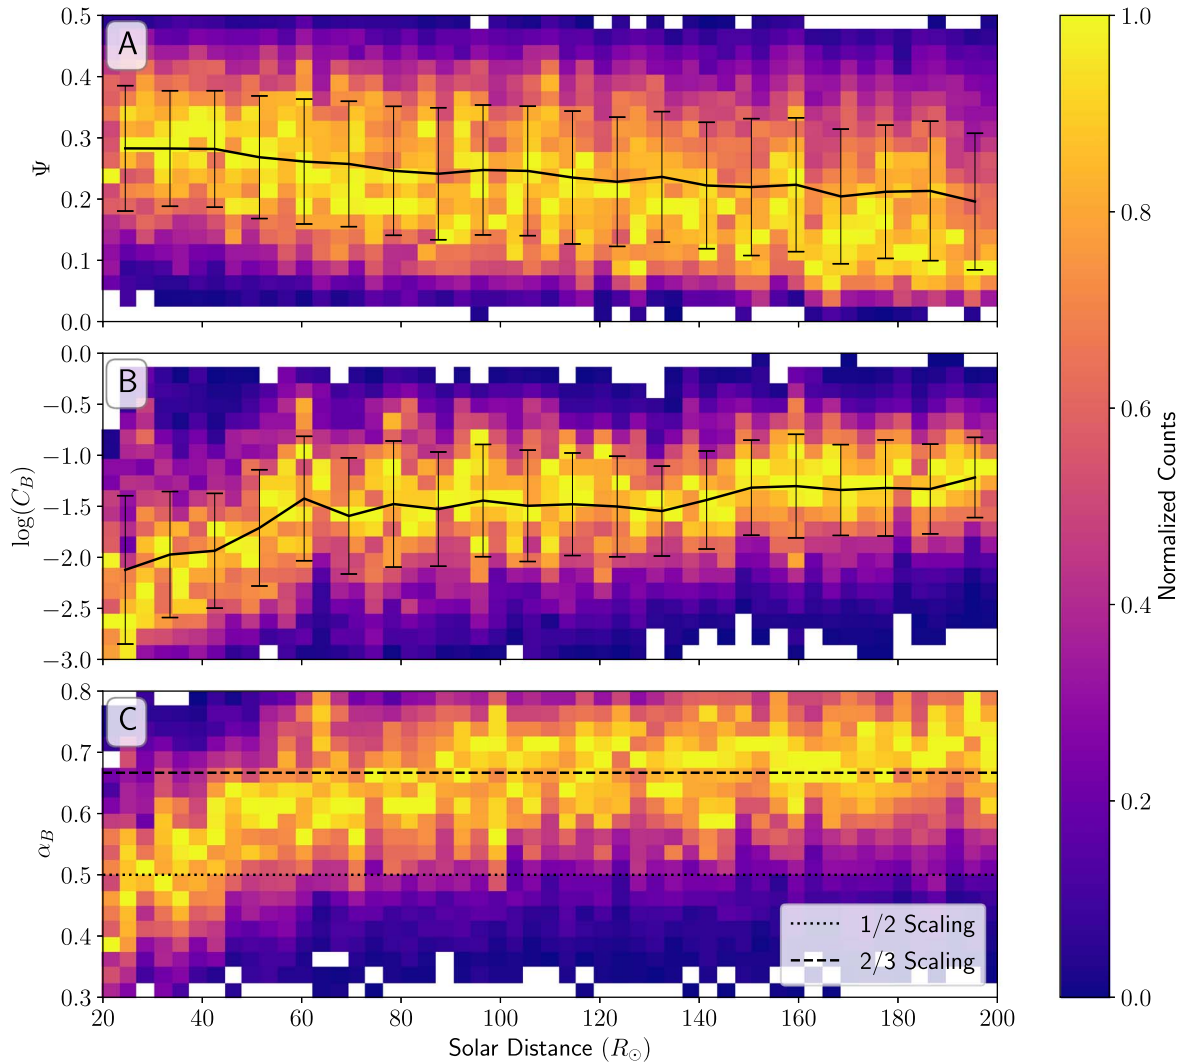 A
0.5
0.4
0.3
0.2
0.1
0.0
Ψ
B
0.0
−0.5
−1.0
−1.5
−2.0
−2.5
−3.0
log(C_B)
C
0.8
0.7
0.6
0.5
0.4
0.3
α_B
1/2 Scaling
2/3 Scaling
20 40 60 80 100 120 140 160 180 200
Solar Distance (R_⊙)
1.0
0.8
0.6
0.4
0.2
0.0
Normalized Counts